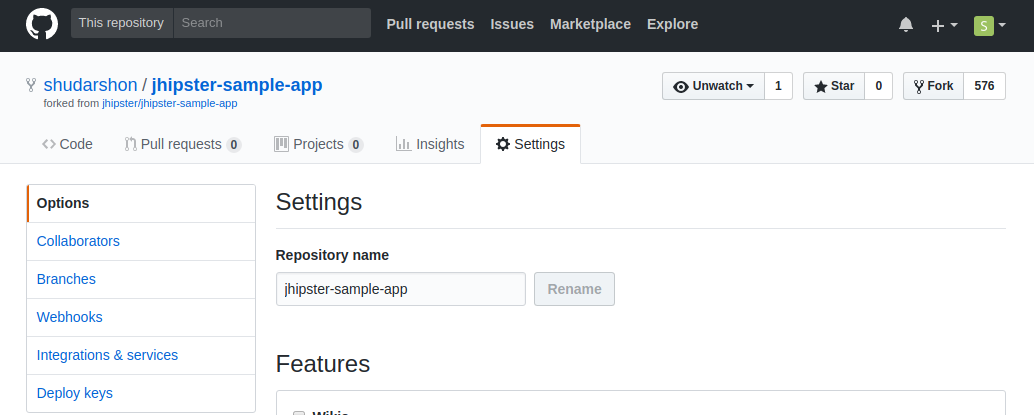 This repository Search Pull requests Issues Marketplace Explore S
shudarshon / jhipster-sample-app Unwatch 1 Star 0 Fork 576
forked from jhipster/jhipster-sample-app
Code Pull requests 0 Projects 0 Insights Settings
Options
Collaborators
Branches
Webhooks
Integrations & services
Deploy keys
Settings
Repository name
jhipster-sample-app Rename
Features
Wikis